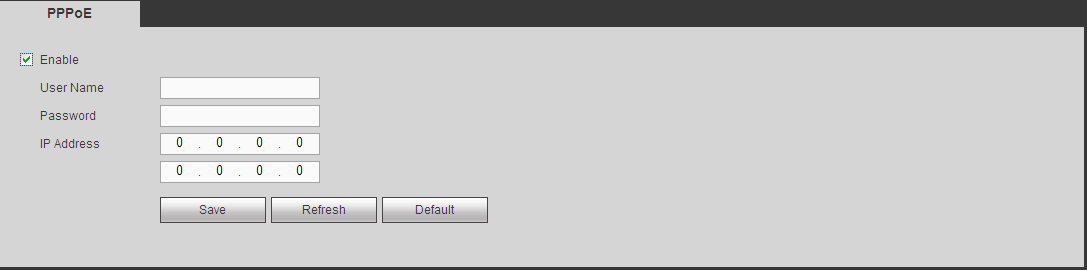 PPPoE
Enable
User Name
Password
IP Address 0 . 0 . 0 . 0
0 . 0 . 0 . 0
Save Refresh Default